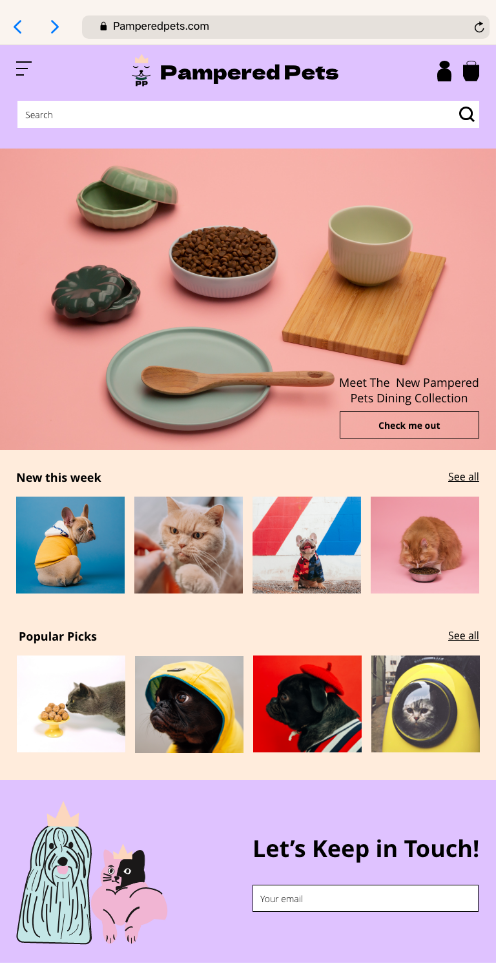 Pamperedpets.com
Pampered Pets
PP
Search
Meet The New Pampered
Pets Dining Collection
Check me out
New this week
See all
Popular Picks
See all
Let's Keep in Touch!
Your email